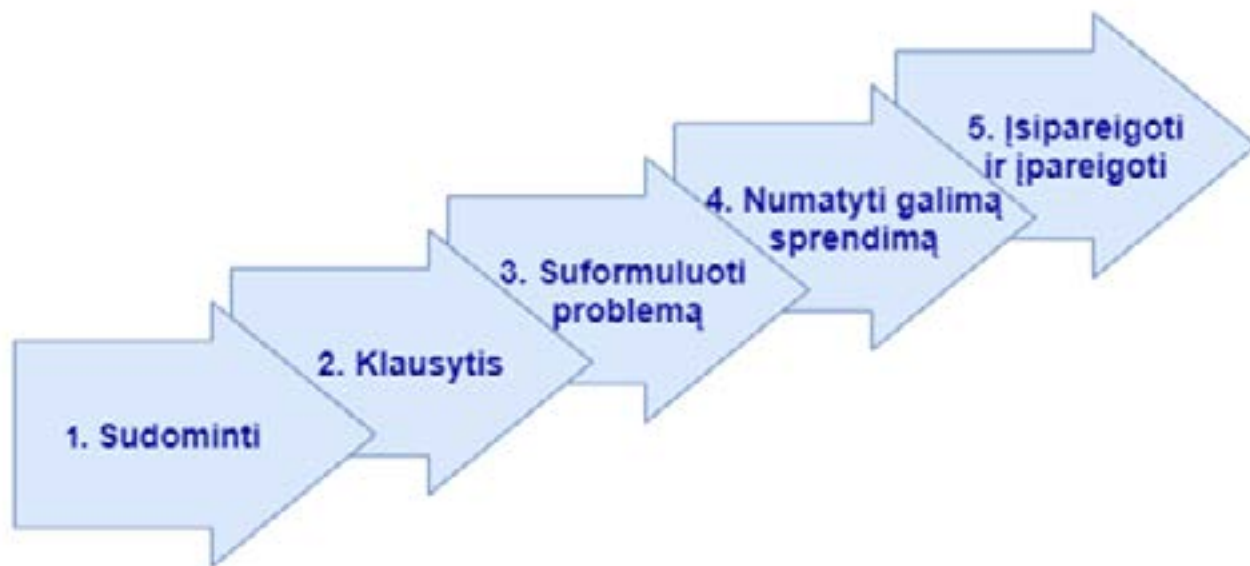 1. Sudominti
2. Klausytis
3. Suformuluoti
problemą
4. Numatyti galimą
sprendimą
5. Įsipareigoti
ir įpareigoti